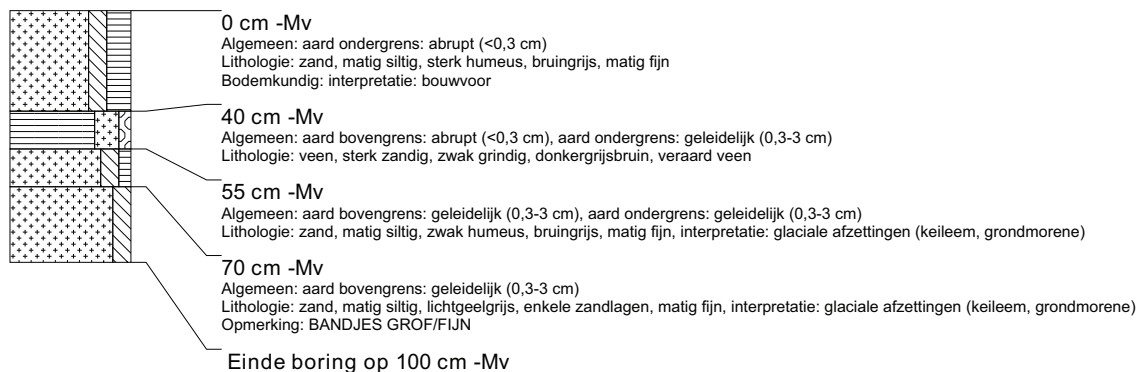 0 cm -Mv
Algemeen: aard ondergrens: abrupt (<0,3 cm)
Lithologie: zand, matig siltig, sterk humeus, bruingrijs, matig fijn
Bodemkundig: interpretatie: bouwvoor
40 cm -Mv
Algemeen: aard bovengrens: abrupt (<0,3 cm), aard ondergrens: geleidelijk (0,3-3 cm)
Lithologie: veen, sterk zandig, zwak grindig, donkergrijsbruin, veraard veen
55 cm -Mv
Algemeen: aard bovengrens: geleidelijk (0,3-3 cm), aard ondergrens: geleidelijk (0,3-3 cm)
Lithologie: zand, matig siltig, zwak humeus, bruingrijs, matig fijn, interpretatie: glaciale afzettingen (keileem, grondmorene)
70 cm -Mv
Algemeen: aard bovengrens: geleidelijk (0,3-3 cm)
Lithologie: zand, matig siltig, lichtgeelgrijs, enkele zandlagen, matig fijn, interpretatie: glaciale afzettingen (keileem, grondmorene)
Opmerking: BANDJES GROF/FIJN
Einde boring op 100 cm -Mv